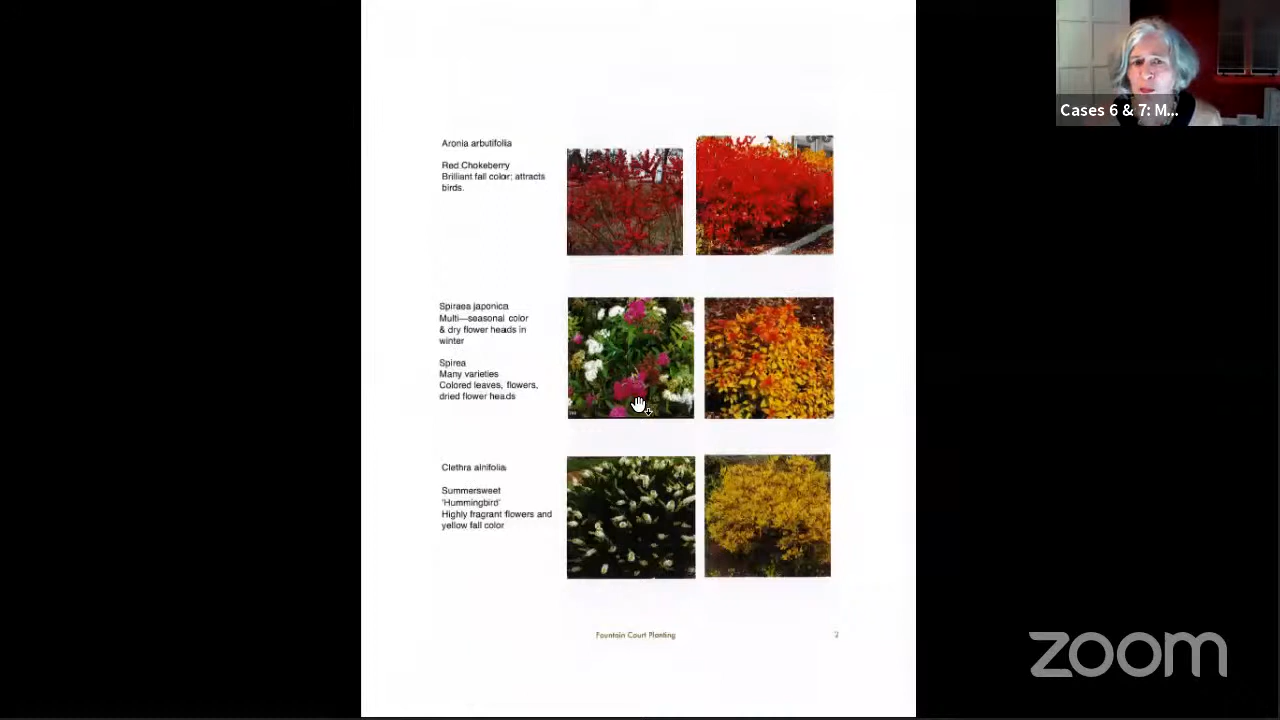 Aronia arbutifolia
Red Chokeberry
Brilliant fall color; attracts
birds.
Spiraea japonica
Multi—seasonal color
& dry flower heads in
winter
Spirea
Many varieties
Colored leaves, flowers,
dried flower heads
Clethra alnifolia
Summersweet
'Hummingbird'
Highly fragrant flowers and
yellow fall color
Fountain Court Planting
Cases 6 & 7: M...
zoom